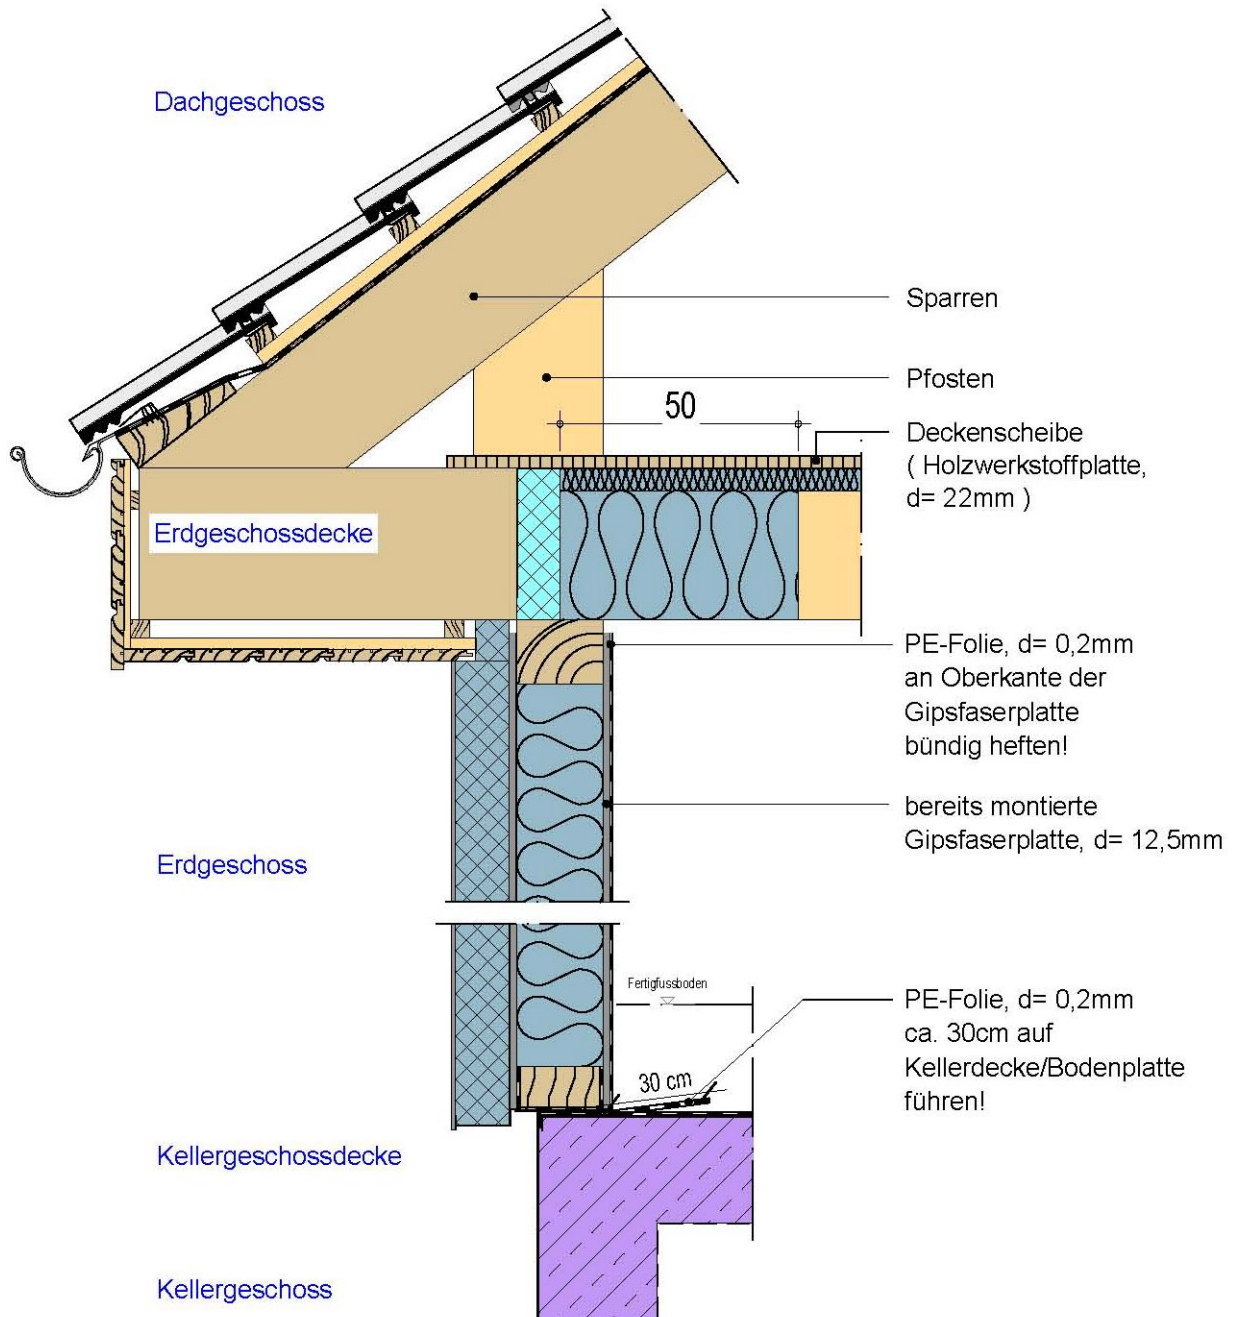 Dachgeschoss
Sparren
Pfosten
50
Deckenscheibe
( Holzwerkstoffplatte,
d= 22mm )
Erdgeschossdecke
PE-Folie, d= 0,2mm
an Oberkante der
Gipsfaserplatte
bündig heften!
bereits montierte
Gipsfaserplatte, d= 12,5mm
Erdgeschoss
Fertigfussboden
PE-Folie, d= 0,2mm
ca. 30cm auf
Kellerdecke/Bodenplatte
führen!
30 cm
Kellergeschossdecke
Kellergeschoss